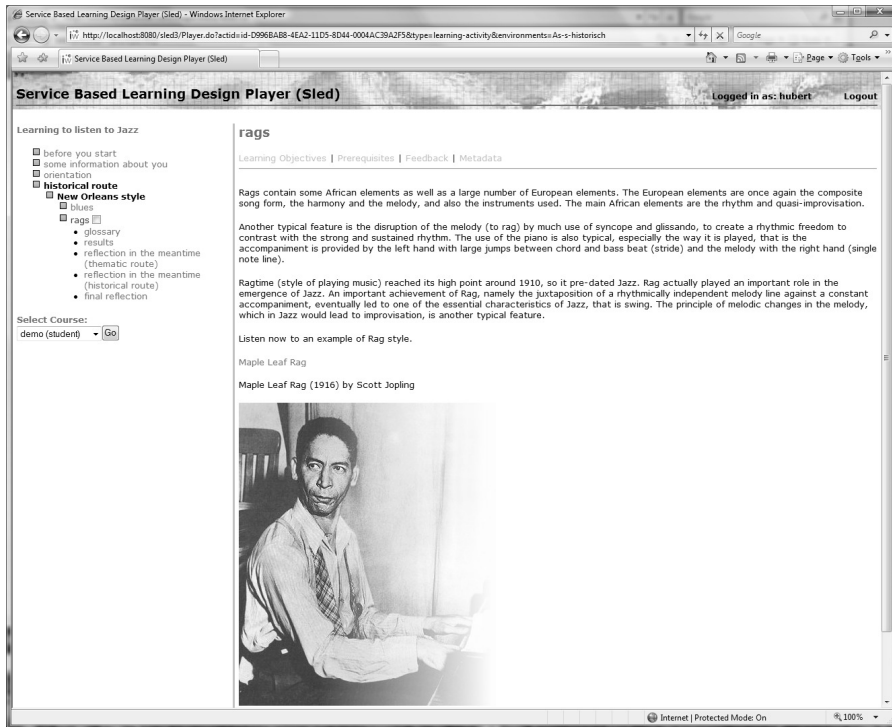 Service Based Learning Design Player (Sled) - Windows Internet Explorer
http://localhost:8080/sled3/Player.do?actid=id-D996BAB8-4EA2-11D5-8D44-0004AC39A2F5&type=learning-activity&environments=As-s-historisch
Google
Service Based Learning Design Player (Sled)
Page
Tools
Service Based Learning Design Player (Sled)
Logged in as: hubert
Logout
Learning to listen to Jazz
before you start
some information about you
orientation
historical route
New Orleans style
blues
rags
glossary
results
reflection in the meantime
(thematic route)
reflection in the meantime
(historical route)
final reflection
Select Course:
demo (student)
Go
rags
Learning Objectives | Prerequisites | Feedback | Metadata
Rags contain some African elements as well as a large number of European elements. The European elements are once again the composite
song form, the harmony and the melody, and also the instruments used. The main African elements are the rhythm and quasi-improvisation.
Another typical feature is the disruption of the melody (to rag) by much use of syncope and glissando, to create a rhythmic freedom to
contrast with the strong and sustained rhythm. The use of the piano is also typical, especially the way it is played, that is the
accompaniment is provided by the left hand with large jumps between chord and bass beat (stride) and the melody with the right hand (single
note line).
Ragtime (style of playing music) reached its high point around 1910, so it pre-dated Jazz. Rag actually played an important role in the
emergence of Jazz. An important achievement of Rag, namely the juxtaposition of a rhythmically independent melody line against a constant
accompaniment, eventually led to one of the essential characteristics of Jazz, that is swing. The principle of melodic changes in the melody,
which in Jazz would lead to improvisation, is another typical feature.
Listen now to an example of Rag style.
Maple Leaf Rag
Maple Leaf Rag (1916) by Scott Jopling
Internet | Protected Mode: On
100%